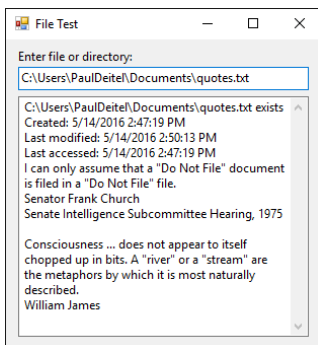 File Test
Enter file or directory:
C:\Users\PaulDeitel\Documents\quotes.txt
C:\Users\PaulDeitel\Documents\quotes.txt exists
Created: 5/14/2016 2:47:19 PM
Last modified: 5/14/2016 2:50:13 PM
Last accessed: 5/14/2016 2:47:19 PM
I can only assume that a "Do Not File" document
is filed in a "Do Not File" file.
Senator Frank Church
Senate Intelligence Subcommittee Hearing, 1975
Consciousness ... does not appear to itself
chopped up in bits. A "river" or a "stream" are
the metaphors by which it is most naturally
described.
William James